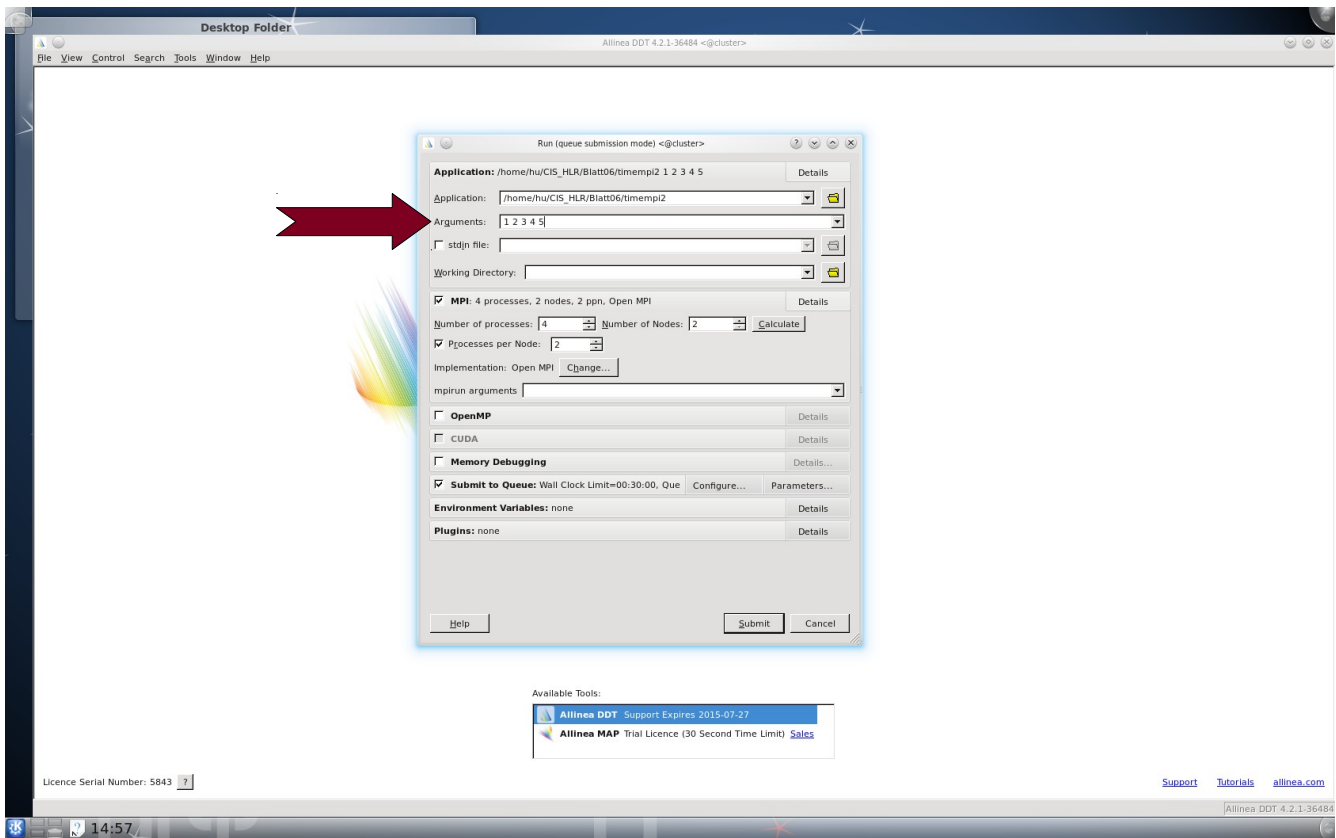 Desktop Folder
Allinea DDT 4.2.1-36484 <@cluster>
File View Control Search Tools Window Help
Run (queue submission mode) <@cluster>
Application: /home/hu/CIS_HLR/Blatt06/timempi2 1 2 3 4 5 Details
Application: /home/hu/CIS_HLR/Blatt06/timempi2
Arguments: 1 2 3 4 5
stdin file:
Working Directory:
MPI: 4 processes, 2 nodes, 2 ppn, Open MPI Details
Number of processes: 4 Number of Nodes: 2 Calculate
Processes per Node: 2
Implementation: Open MPI Change...
mpirun arguments
OpenMP Details
CUDA Details
Memory Debugging Details...
Submit to Queue: Wall Clock Limit=00:30:00, Que Configure... Parameters...
Environment Variables: none Details
Plugins: none Details
Help Submit Cancel
Available Tools:
Allinea DDT Support Expires 2015-07-27
Allinea MAP Trial Licence (30 Second Time Limit) Sales
Licence Serial Number: 5843 ?
Support Tutorials allinea.com
Allinea DDT 4.2.1-36484
14:57